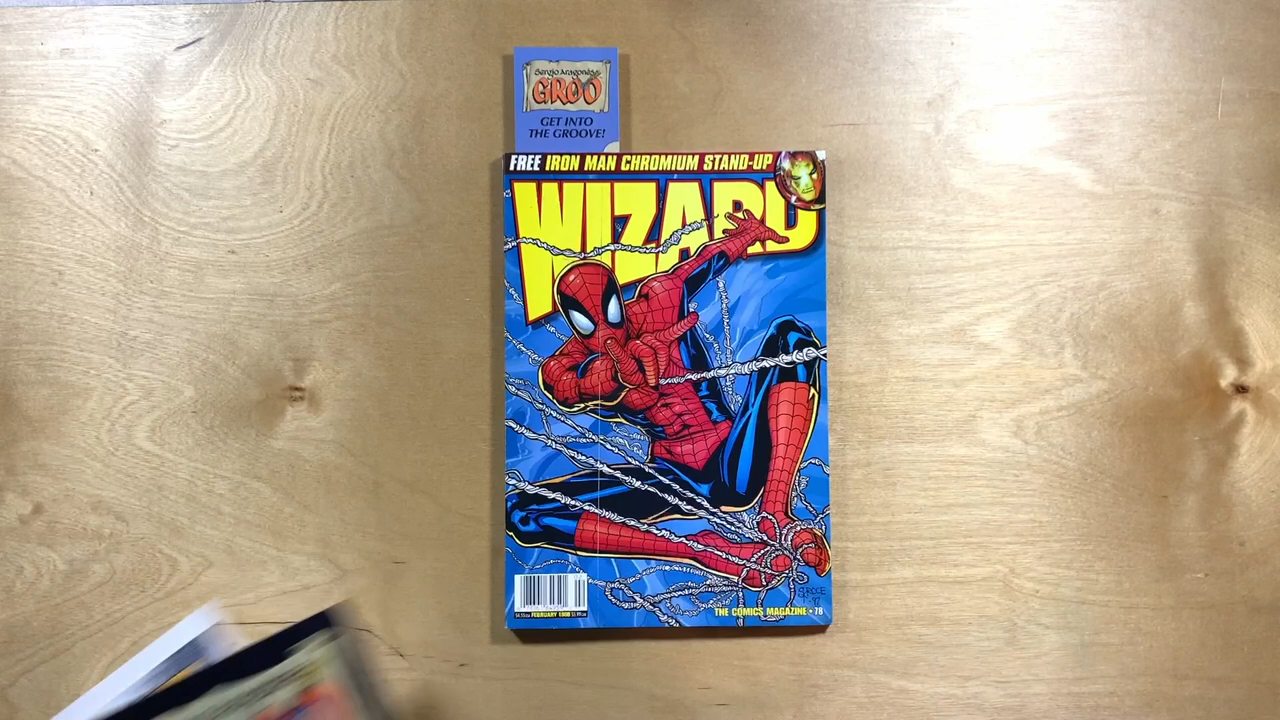 Sergio Aragonés
GROO
GET INTO
THE GROOVE!
FREE IRON MAN CHROMIUM STAND-UP
WIZARD
FEBRUARY 1998
THE COMICS MAGAZINE • 78